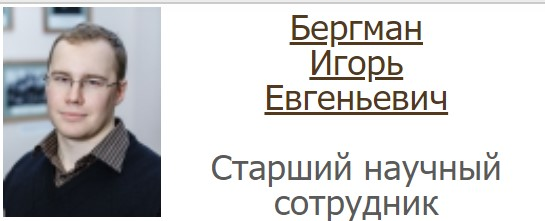 Бергман
Игорь
Евгеньевич
Старший научный
сотрудник